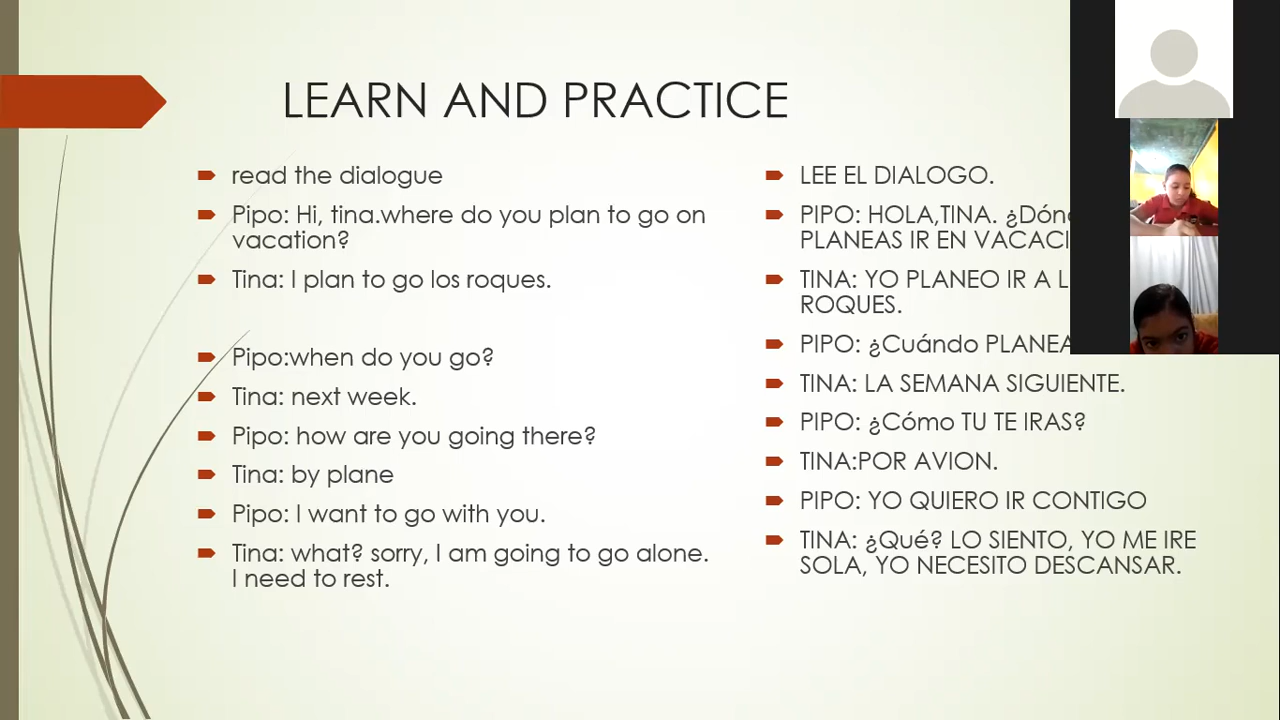 LEARN AND PRACTICE
read the dialogue
Pipo: Hi, tina.where do you plan to go on
vacation?
Tina: I plan to go los roques.
Pipo:when do you go?
Tina: next week.
Pipo: how are you going there?
Tina: by plane
Pipo: I want to go with you.
Tina: what? sorry, I am going to go alone.
I need to rest.
LEE EL DIALOGO.
PIPO: HOLA,TINA.
PLANEAS IR EN
TINA: YO PLANEO IR A
ROQUES.
PIPO: ¿Cuándo
TINA: LA SEMANA SIGUIENTE.
PIPO: ¿Cómo TU TE IRAS?
TINA:POR AVION.
PIPO: YO QUIERO IR CONTIGO
TINA: ¿Qué? LO SIENTO, YO ME IRE
SOLA, YO NECESITO DESCANSAR.